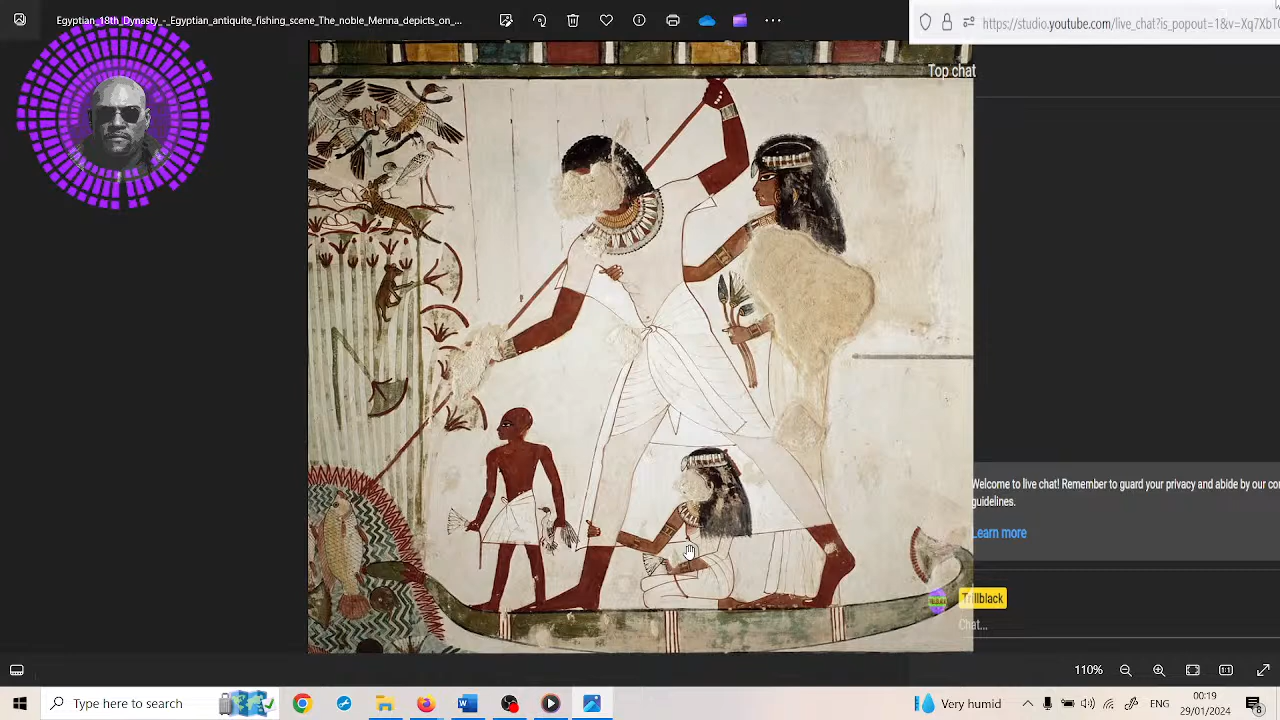 Egyptian_18th_Dynasty_-_Egyptian_antiquite_fishing_scene_The_noble_Menna_depicts_on_...
https://studio.youtube.com/live_chat?is_popout=1&v=Xq7Xb1
Top chat
Welcome to live chat! Remember to guard your privacy and abide by our co
guidelines.
Learn more
Trillblack
Chat...
110%
Type here to search
Very humid
ENG
00:19
29/01/2024